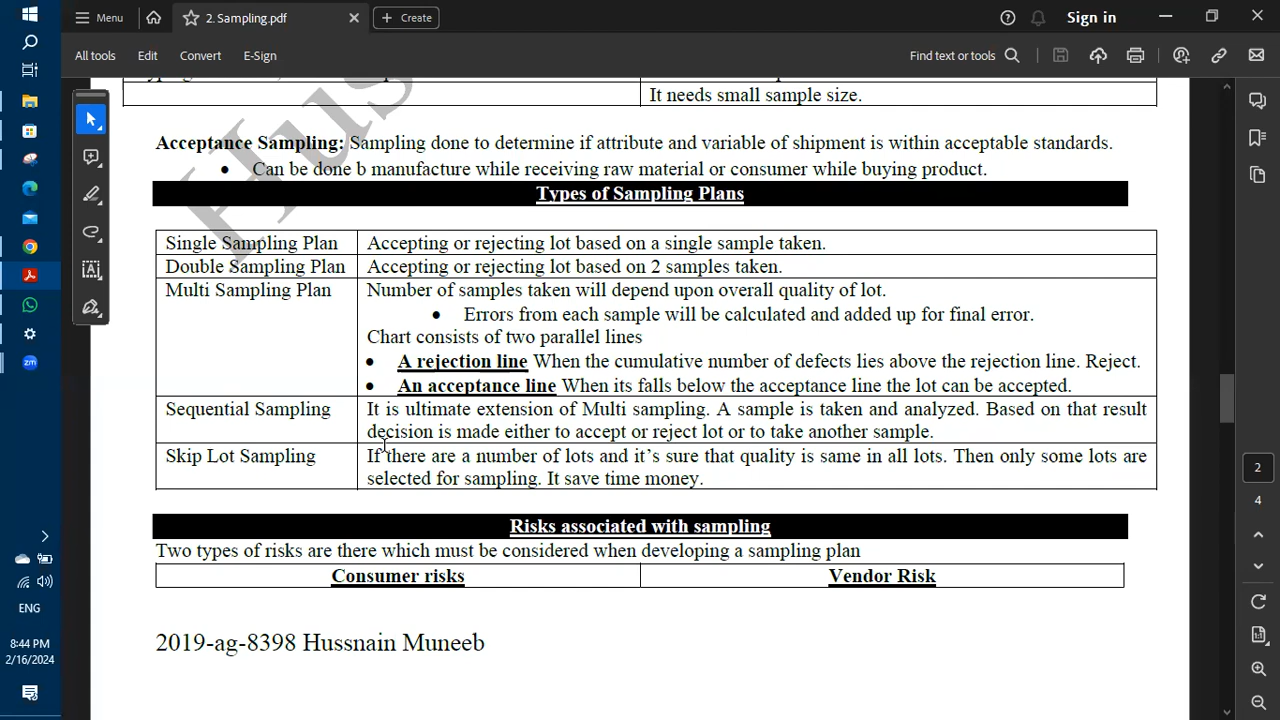 Menu
2. Sampling.pdf
Create
Sign in
All tools
Edit
Convert
E-Sign
Find text or tools
It needs small sample size.
Acceptance Sampling: Sampling done to determine if attribute and variable of shipment is within acceptable standards.
• Can be done b manufacture while receiving raw material or consumer while buying product.
Types of Sampling Plans
Single Sampling Plan Accepting or rejecting lot based on a single sample taken.
Double Sampling Plan Accepting or rejecting lot based on 2 samples taken.
Multi Sampling Plan Number of samples taken will depend upon overall quality of lot.
• Errors from each sample will be calculated and added up for final error.
Chart consists of two parallel lines
• A rejection line When the cumulative number of defects lies above the rejection line. Reject.
• An acceptance line When its falls below the acceptance line the lot can be accepted.
Sequential Sampling It is ultimate extension of Multi sampling. A sample is taken and analyzed. Based on that result
decision is made either to accept or reject lot or to take another sample.
Skip Lot Sampling If there are a number of lots and it's sure that quality is same in all lots. Then only some lots are
selected for sampling. It save time money.
Risks associated with sampling
Two types of risks are there which must be considered when developing a sampling plan
Consumer risks Vendor Risk
2019-ag-8398 Hussnain Muneeb
Hus
2
4
ENG
8:44 PM
2/16/2024